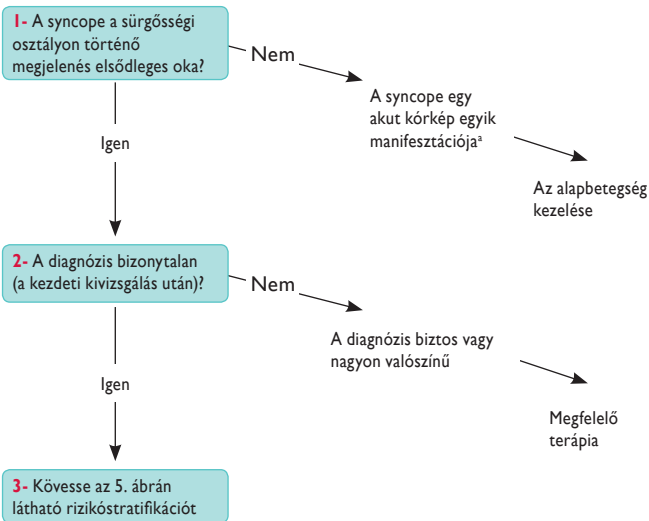 1- A syncope a sürgősségi
osztályon történő
megjelenés elsődleges oka?
Nem
A syncope egy
akut kórkép egyik
manifesztációjaᵃ
Igen
Az alapbetegség
kezelése
2- A diagnózis bizonytalan
(a kezdeti kivizsgálás után)?
Nem
A diagnózis biztos vagy
nagyon valószínű
Igen
Megfelelő
terápia
3- Kövesse az 5. ábrán
látható rizikóstratifikációt